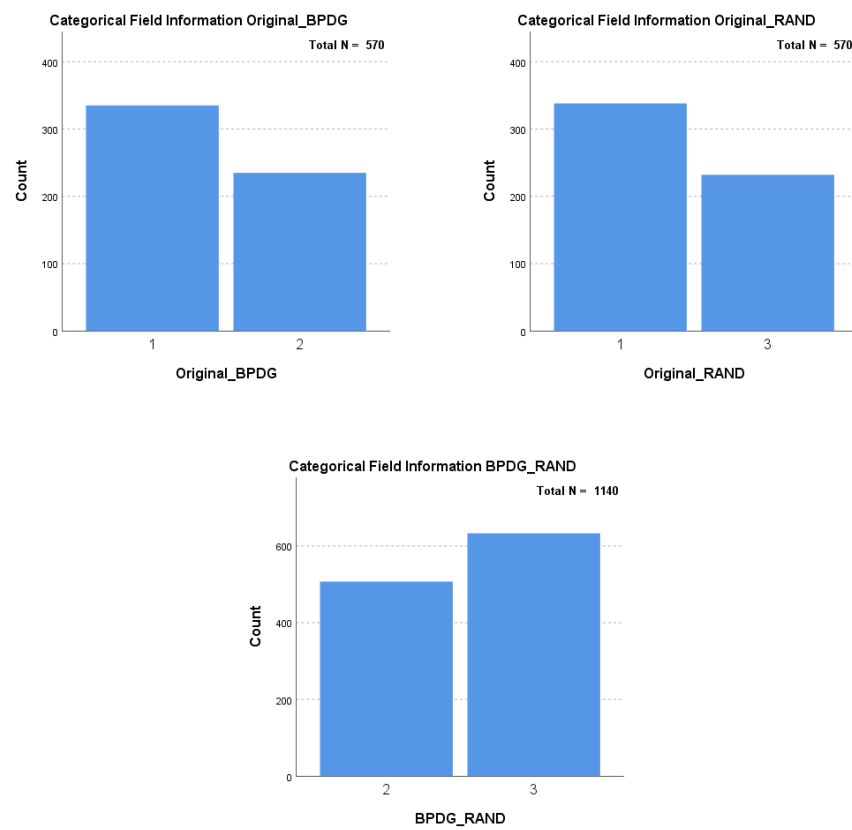 Categorical Field Information Original_BPDG
Total N = 570
400
300
200
100
0
Count
1
2
Original_BPDG
Categorical Field Information Original_RAND
Total N = 570
400
300
200
100
0
Count
1
3
Original_RAND
Categorical Field Information BPDG_RAND
Total N = 1140
600
400
200
0
Count
2
3
BPDG_RAND